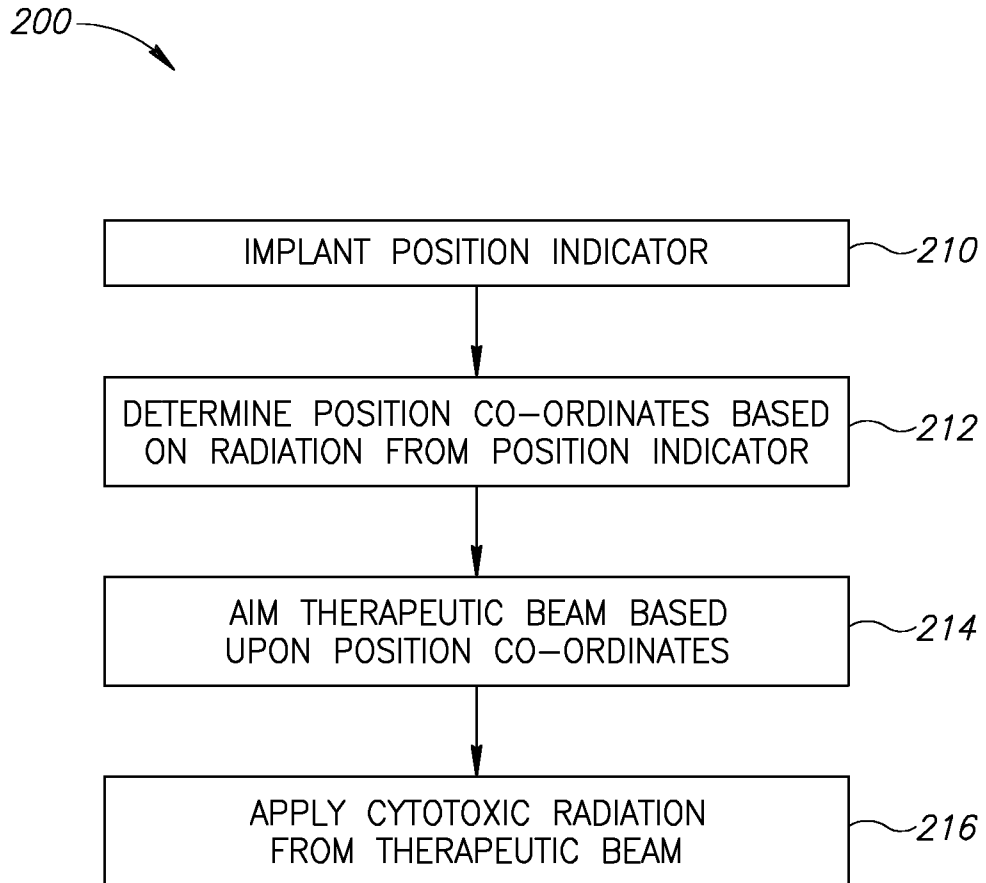 200
IMPLANT POSITION INDICATOR
210
DETERMINE POSITION CO-ORDINATES BASED
ON RADIATION FROM POSITION INDICATOR
212
AIM THERAPEUTIC BEAM BASED
UPON POSITION CO-ORDINATES
214
APPLY CYTOTOXIC RADIATION
FROM THERAPEUTIC BEAM
216